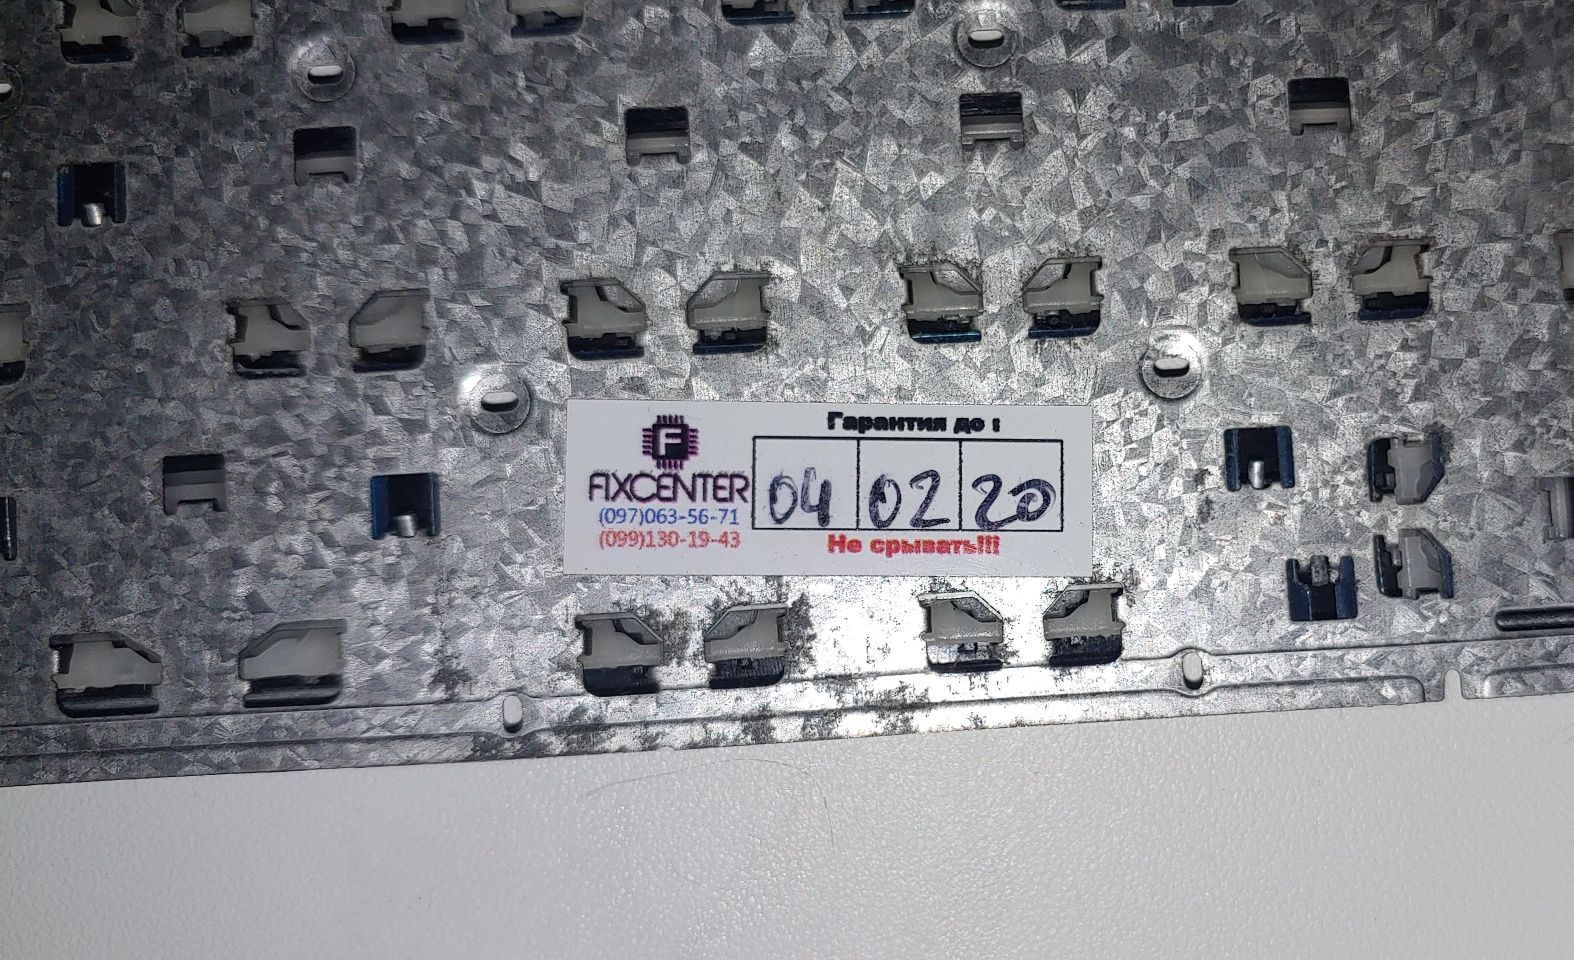 F
FIXCENTER
(097)063-56-71
(099)130-19-43
Гарантия до :
04 02 20
Не срывать!!!